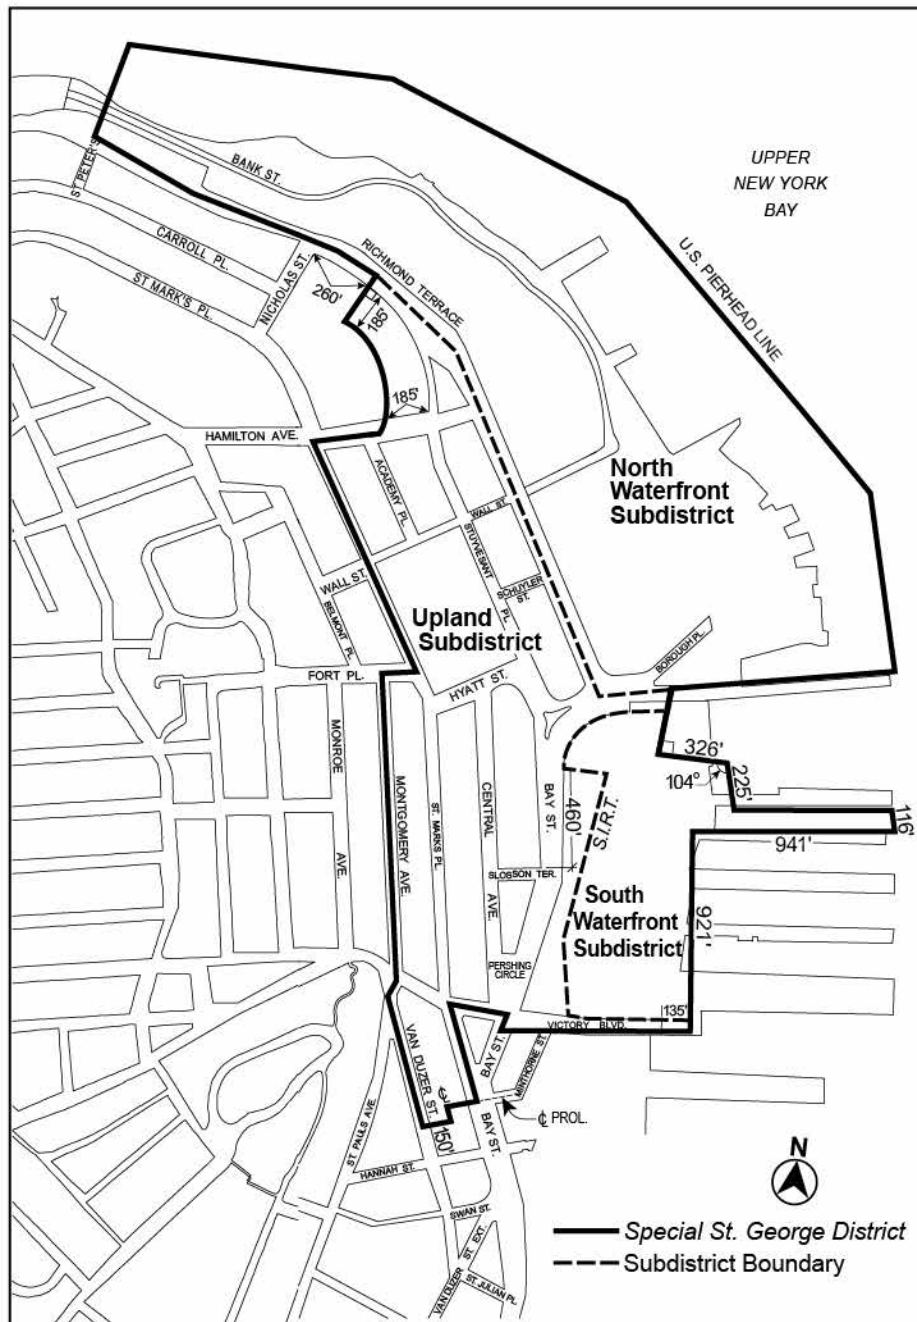 UPPER
NEW YORK
BAY
U.S. PIERHEAD LINE
BANK ST.
ST PETER'S
CARROLL PL.
RICHMOND TERRACE
NICHOLAS ST.
ST MARK'S PL.
260'
185'
185'
HAMILTON AVE.
ACADEMY PL.
North
Waterfront
Subdistrict
WALL ST.
STUYVESANT
PL.
SCHUYLER
ST.
WALL ST.
BELMONT PL.
Upland
Subdistrict
BOROUGH PL.
FORT PL.
HYATT ST.
MONROE
AVE.
MONTGOMERY AVE.
ST. MARKS PL.
CENTRAL
AVE.
BAY ST.
460'
S.I.R.T.
326'
104°
225'
116'
941'
921'
SLOSSON TER.
South
Waterfront
Subdistrict
PERSHING
CIRCLE
135'
VICTORY BLVD.
VAN DUZER ST.
BAY ST.
MINTHORNE ST.
℄
℄ PROL.
ST. PAULS AVE.
150'
BAY ST.
HANNAH ST.
SWAN ST.
VAN DUZER ST. EXT.
ST. JULIAN PL.
N
Special St. George District
Subdistrict Boundary